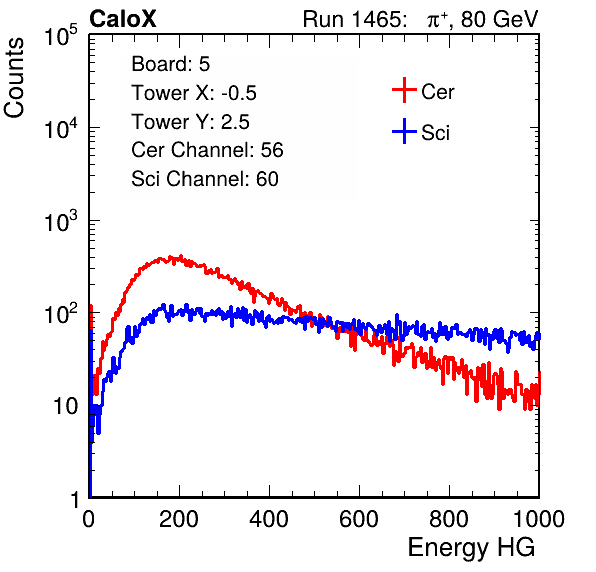 CaloX
Run 1465: π⁺, 80 GeV
Board: 5
Tower X: -0.5
Tower Y: 2.5
Cer Channel: 56
Sci Channel: 60
Cer
Sci
Counts
10⁵
10⁴
10³
10²
10
1
0 200 400 600 800 1000
Energy HG